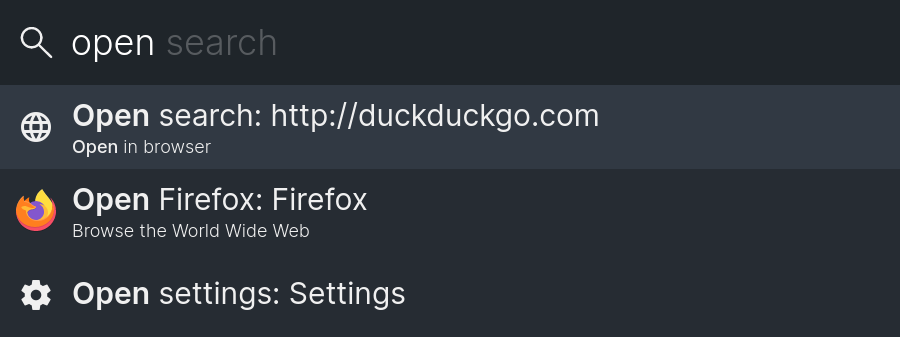 open search
Open search: http://duckduckgo.com
Open in browser
Open Firefox: Firefox
Browse the World Wide Web
Open settings: Settings